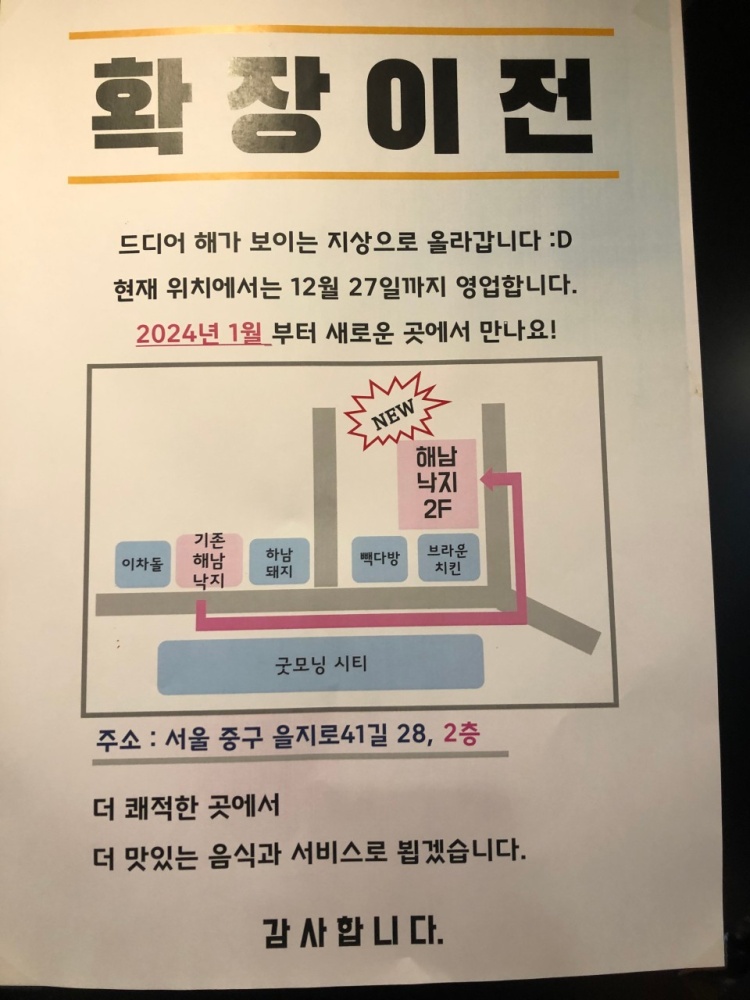 확장이전
드디어 해가 보이는 지상으로 올라갑니다 :D
현재 위치에서는 12월 27일까지 영업합니다.
2024년 1월 부터 새로운 곳에서 만나요!
NEW
해남
낙지
2F
이차돌
기존
해남
낙지
하남
돼지
빽다방
브라운
치킨
굿모닝 시티
주소 : 서울 중구 을지로41길 28, 2층
더 쾌적한 곳에서
더 맛있는 음식과 서비스로 뵙겠습니다.
감사합니다.